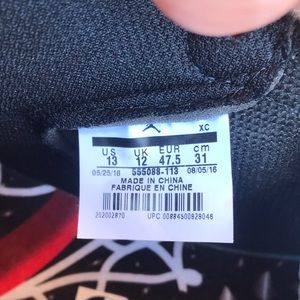 XC
US UK EUR cm
13 12 47.5 31
05/25/16 555088-113 08/05/16
MADE IN CHINA
FABRIQUE EN CHINE
202002870
UPC 00884500928046